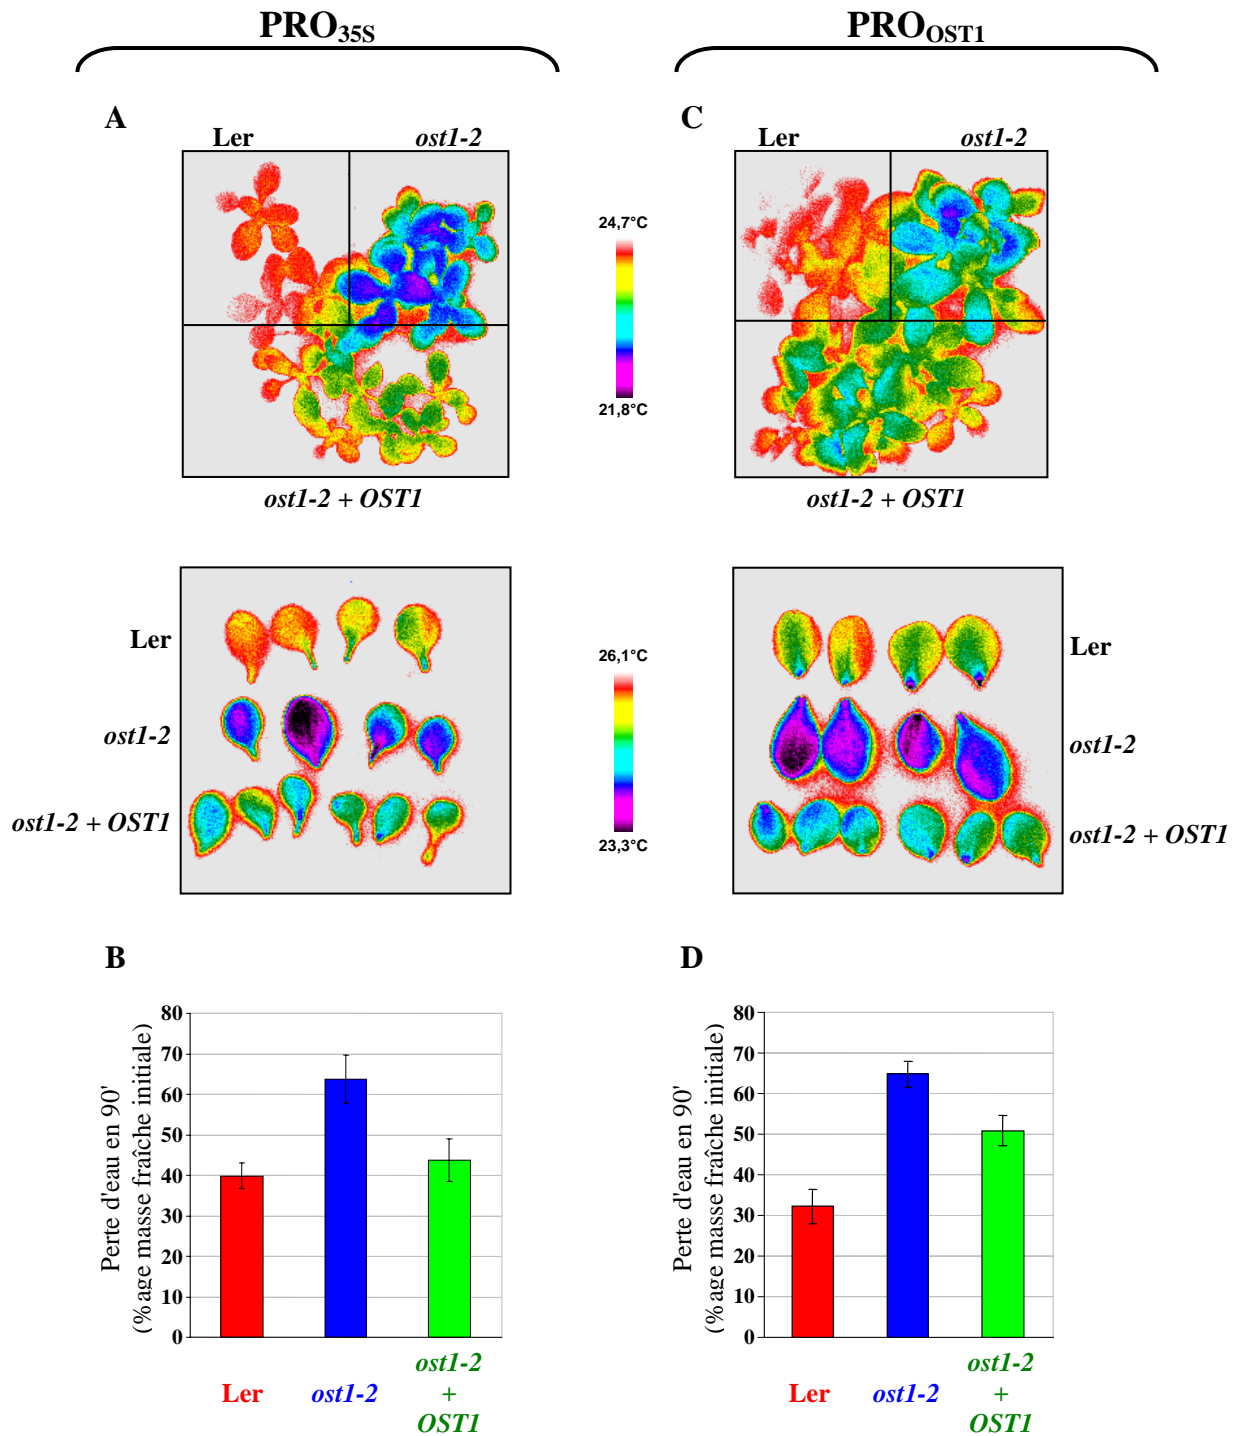 PRO35S
PROOST1
A
C
Ler
ost1-2
Ler
ost1-2
24,7°C
21,8°C
ost1-2 + OST1
ost1-2 + OST1
Ler
ost1-2
ost1-2 + OST1
26,1°C
23,3°C
Ler
ost1-2
ost1-2 + OST1
B
D
Perte d'eau en 90'
(%age masse fraîche initiale)
80
70
60
50
40
30
20
10
0
Ler
ost1-2
ost1-2
+
OST1
Perte d'eau en 90'
(%age masse fraîche initiale)
80
70
60
50
40
30
20
10
0
Ler
ost1-2
ost1-2
+
OST1